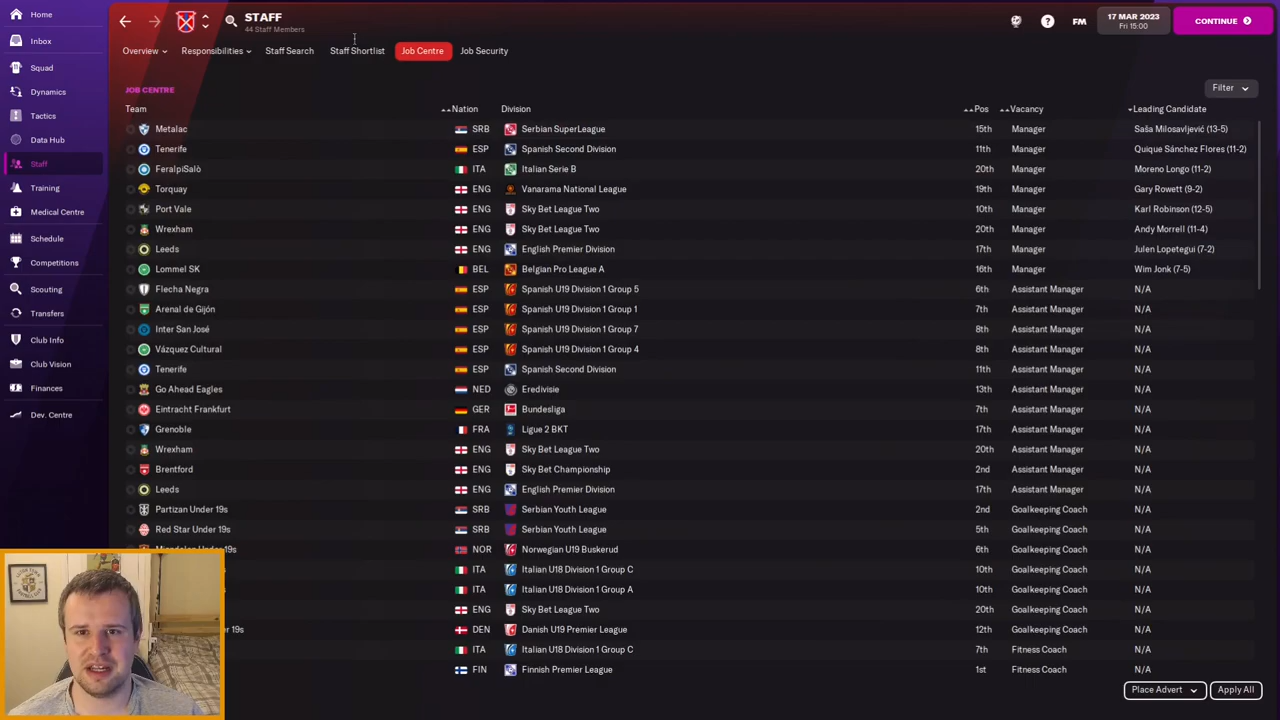 Home
STAFF
44 Staff Members
FM
17 MAR 2023
Fri 15:00
CONTINUE
Inbox
Squad
Dynamics
Tactics
Data Hub
Staff
Training
Medical Centre
Schedule
Competitions
Scouting
Transfers
Club Info
Club Vision
Finances
Dev. Centre
Overview Responsibilities Staff Search Staff Shortlist Job Centre Job Security
JOB CENTRE
Filter
Team Nation Division Pos Vacancy Leading Candidate
Metalac SRB Serbian SuperLeague 15th Manager Saša Milosavljević (13-5)
Tenerife ESP Spanish Second Division 11th Manager Quique Sánchez Flores (11-2)
FeralpiSalò ITA Italian Serie B 20th Manager Moreno Longo (11-2)
Torquay ENG Vanarama National League 19th Manager Gary Rowett (9-2)
Port Vale ENG Sky Bet League Two 10th Manager Karl Robinson (12-5)
Wrexham ENG Sky Bet League Two 20th Manager Andy Morrell (11-4)
Leeds ENG English Premier Division 17th Manager Julen Lopetegui (7-2)
Lommel SK BEL Belgian Pro League A 16th Manager Wim Jonk (7-5)
Flecha Negra ESP Spanish U19 Division 1 Group 5 6th Assistant Manager N/A
Arenal de Gijón ESP Spanish U19 Division 1 Group 1 7th Assistant Manager N/A
Inter San José ESP Spanish U19 Division 1 Group 7 8th Assistant Manager N/A
Vázquez Cultural ESP Spanish U19 Division 1 Group 4 8th Assistant Manager N/A
Tenerife ESP Spanish Second Division 11th Assistant Manager N/A
Go Ahead Eagles NED Eredivisie 13th Assistant Manager N/A
Eintracht Frankfurt GER Bundesliga 7th Assistant Manager N/A
Grenoble FRA Ligue 2 BKT 17th Assistant Manager N/A
Wrexham ENG Sky Bet League Two 20th Assistant Manager N/A
Brentford ENG Sky Bet Championship 2nd Assistant Manager N/A
Leeds ENG English Premier Division 17th Assistant Manager N/A
Partizan Under 19s SRB Serbian Youth League 2nd Goalkeeping Coach N/A
Red Star Under 19s SRB Serbian Youth League 5th Goalkeeping Coach N/A
NOR Norwegian U19 Buskerud 6th Goalkeeping Coach N/A
ITA Italian U18 Division 1 Group C 10th Goalkeeping Coach N/A
ITA Italian U18 Division 1 Group A 10th Goalkeeping Coach N/A
ENG Sky Bet League Two 20th Goalkeeping Coach N/A
er 19s DEN Danish U19 Premier League 12th Goalkeeping Coach N/A
ITA Italian U18 Division 1 Group C 7th Fitness Coach N/A
FIN Finnish Premier League 1st Fitness Coach N/A
Place Advert Apply All